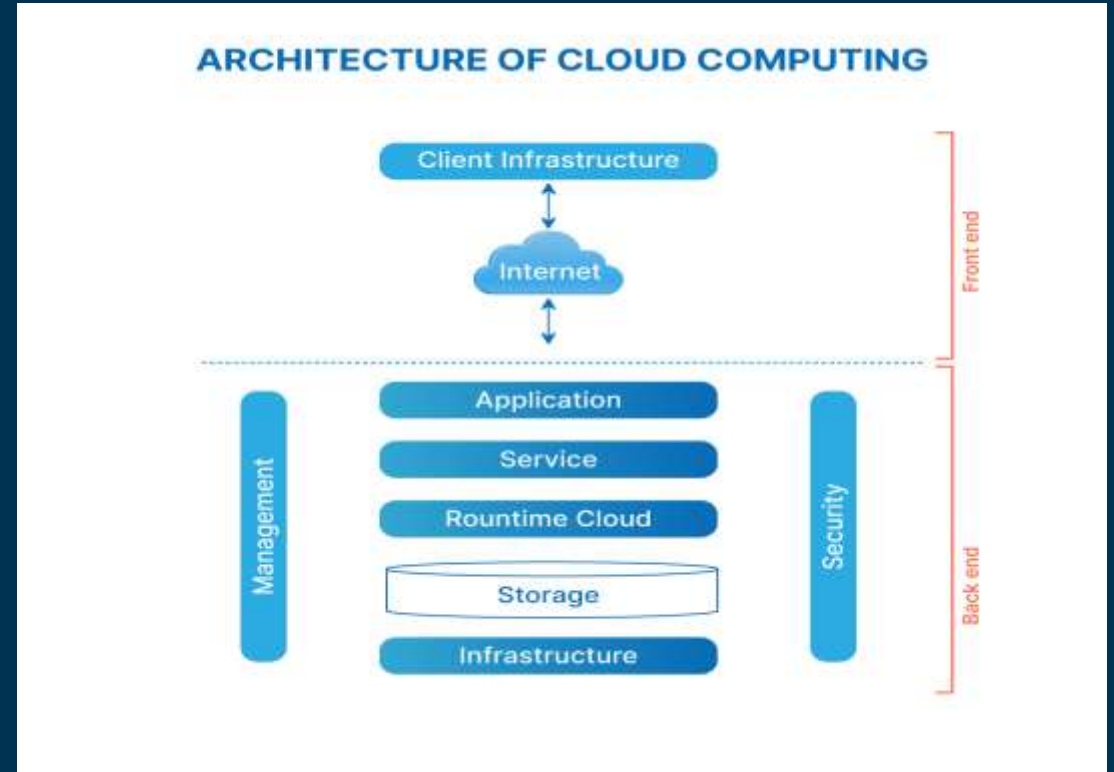 ARCHITECTURE OF CLOUD COMPUTING
Client Infrastructure
Internet
Front end
Application
Service
Rountime Cloud
Storage
Infrastructure
Management
Security
Back end